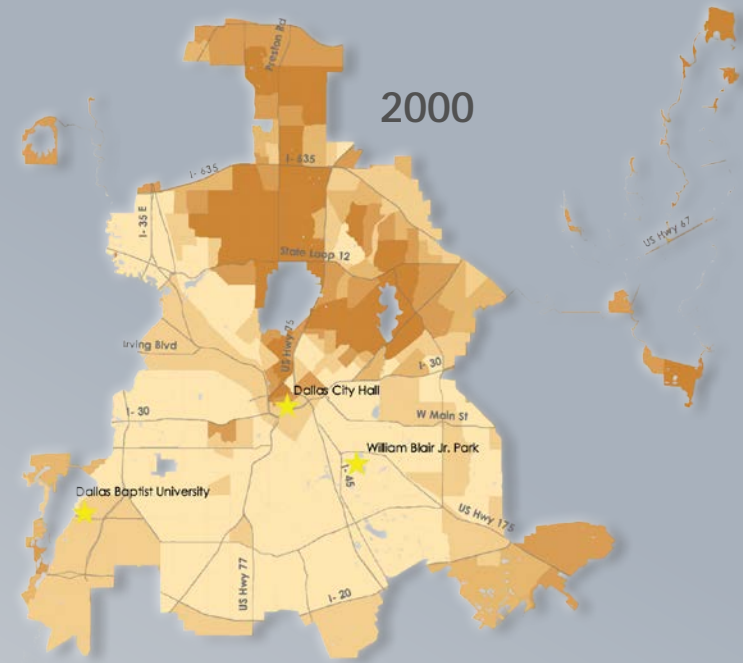 Preston Rd
2000
I- 635
I- 635
I- 35 E
US Hwy 67
State Loop 12
US Hwy 75
Irving Blvd
I- 30
Dallas City Hall
I- 30
W Main St
William Blair Jr. Park
I- 45
Dallas Baptist University
US Hwy 175
US Hwy 77
I- 20